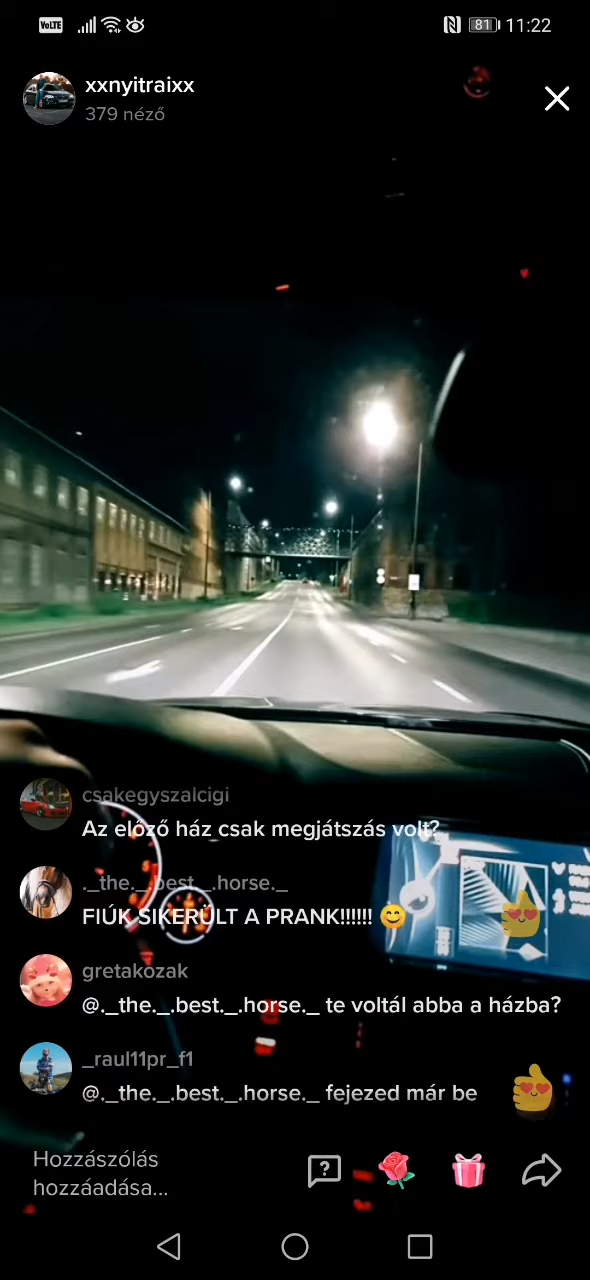 VoLTE
81
11:22
xxnyitraixx
379 néző
csakegyszalcigi
Az előző ház csak megjátszás volt?
._the._.best._.horse._
FIÚK SIKERÜLT A PRANK!!!!!! 😊
gretakozak
@._the._.best._.horse._ te voltál abba a házba?
_raul11pr_f1
@._the._.best._.horse._ fejezed már be
Hozzászólás
hozzáadása...